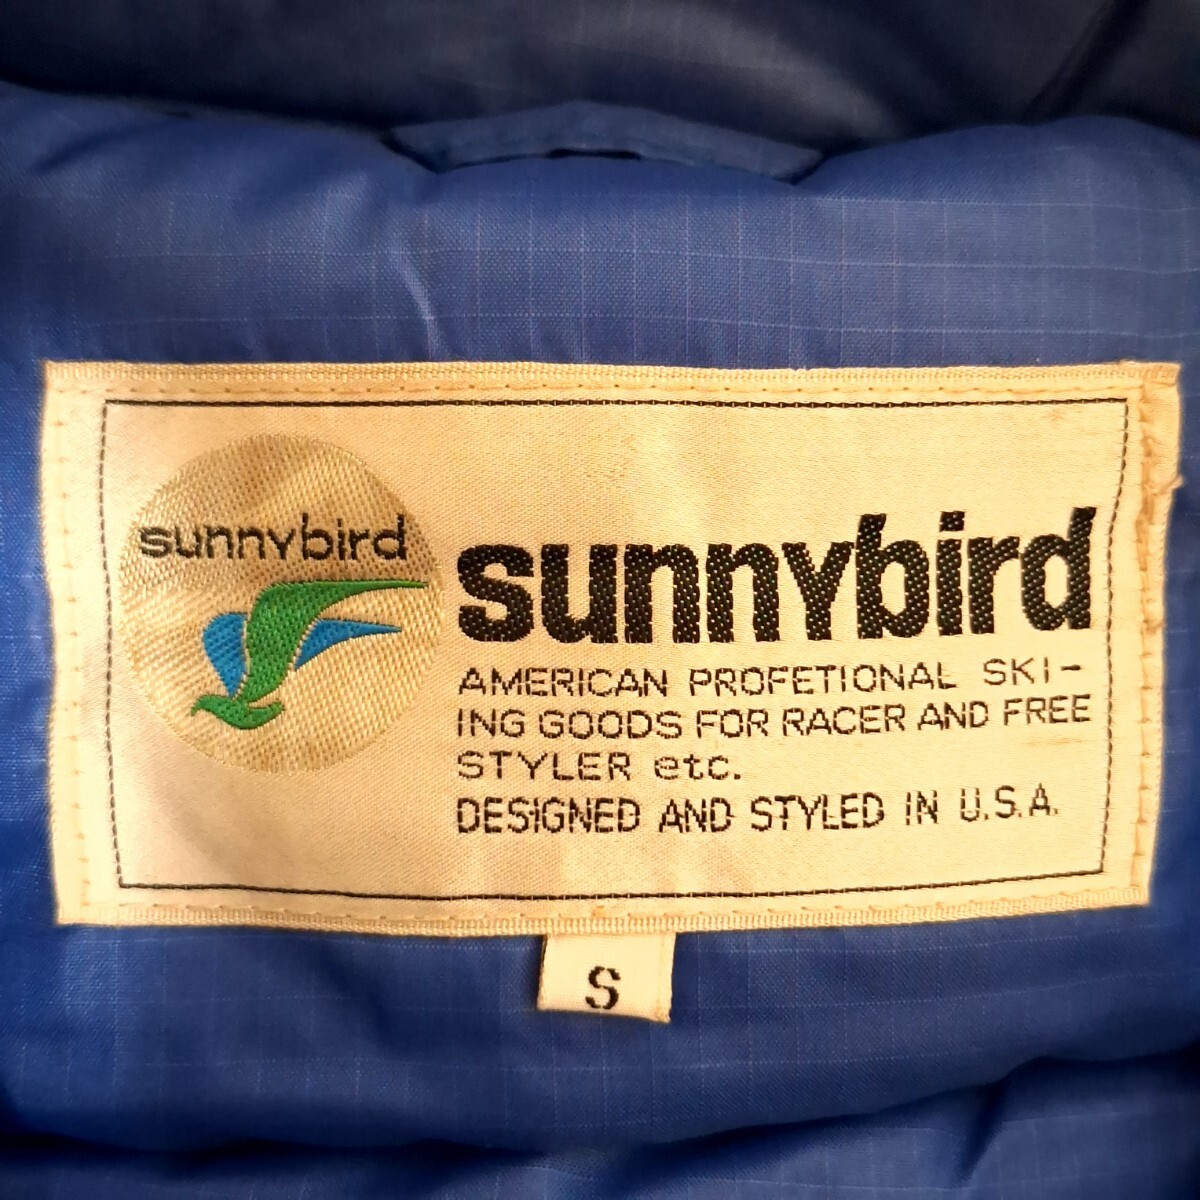 sunnybird
sunnybird
AMERICAN PROFETIONAL SKI-
ING GOODS FOR RACER AND FREE
STYLER etc.
DESIGNED AND STYLED IN U.S.A.
S